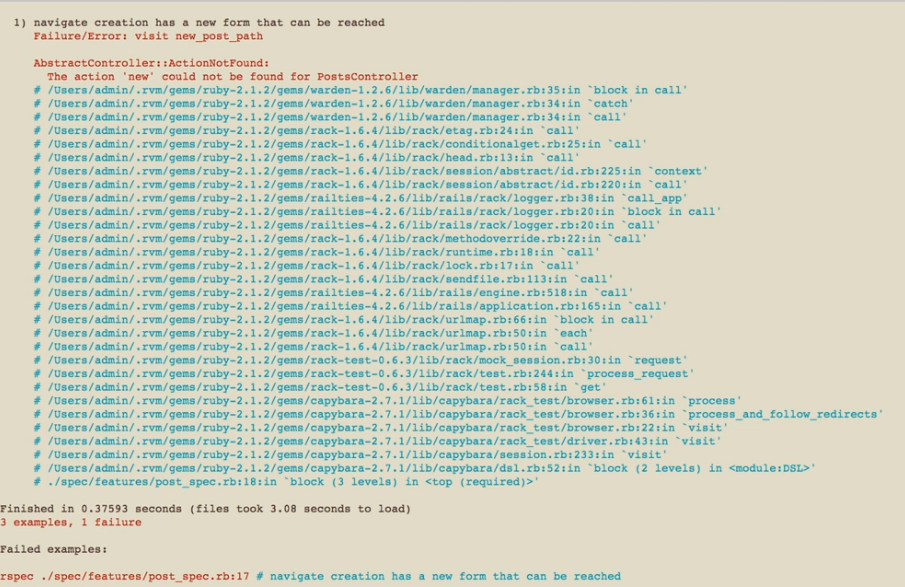 1) navigate creation has a new form that can be reached
Failure/Error: visit new_post_path
AbstractController::ActionNotFound:
The action 'new' could not be found for PostsController
# /Users/admin/.rvm/gems/ruby-2.1.2/gems/warden-1.2.6/lib/warden/manager.rb:35:in `block in call'
# /Users/admin/.rvm/gems/ruby-2.1.2/gems/warden-1.2.6/lib/warden/manager.rb:34:in `catch'
# /Users/admin/.rvm/gems/ruby-2.1.2/gems/warden-1.2.6/lib/warden/manager.rb:34:in `call'
# /Users/admin/.rvm/gems/ruby-2.1.2/gems/rack-1.6.4/lib/rack/etag.rb:24:in `call'
# /Users/admin/.rvm/gems/ruby-2.1.2/gems/rack-1.6.4/lib/rack/conditionalget.rb:25:in `call'
# /Users/admin/.rvm/gems/ruby-2.1.2/gems/rack-1.6.4/lib/rack/head.rb:13:in `call'
# /Users/admin/.rvm/gems/ruby-2.1.2/gems/rack-1.6.4/lib/rack/session/abstract/id.rb:225:in `context'
# /Users/admin/.rvm/gems/ruby-2.1.2/gems/rack-1.6.4/lib/rack/session/abstract/id.rb:220:in `call'
# /Users/admin/.rvm/gems/ruby-2.1.2/gems/railties-4.2.6/lib/rails/rack/logger.rb:38:in `call_app'
# /Users/admin/.rvm/gems/ruby-2.1.2/gems/railties-4.2.6/lib/rails/rack/logger.rb:20:in `block in call'
# /Users/admin/.rvm/gems/ruby-2.1.2/gems/railties-4.2.6/lib/rails/rack/logger.rb:20:in `call'
# /Users/admin/.rvm/gems/ruby-2.1.2/gems/rack-1.6.4/lib/rack/methodoverride.rb:22:in `call'
# /Users/admin/.rvm/gems/ruby-2.1.2/gems/rack-1.6.4/lib/rack/runtime.rb:18:in `call'
# /Users/admin/.rvm/gems/ruby-2.1.2/gems/rack-1.6.4/lib/rack/lock.rb:17:in `call'
# /Users/admin/.rvm/gems/ruby-2.1.2/gems/rack-1.6.4/lib/rack/sendfile.rb:113:in `call'
# /Users/admin/.rvm/gems/ruby-2.1.2/gems/railties-4.2.6/lib/rails/engine.rb:518:in `call'
# /Users/admin/.rvm/gems/ruby-2.1.2/gems/railties-4.2.6/lib/rails/application.rb:165:in `call'
# /Users/admin/.rvm/gems/ruby-2.1.2/gems/rack-1.6.4/lib/rack/urlmap.rb:66:in `block in call'
# /Users/admin/.rvm/gems/ruby-2.1.2/gems/rack-1.6.4/lib/rack/urlmap.rb:50:in `each'
# /Users/admin/.rvm/gems/ruby-2.1.2/gems/rack-1.6.4/lib/rack/urlmap.rb:50:in `call'
# /Users/admin/.rvm/gems/ruby-2.1.2/gems/rack-test-0.6.3/lib/rack/mock_session.rb:30:in `request'
# /Users/admin/.rvm/gems/ruby-2.1.2/gems/rack-test-0.6.3/lib/rack/test.rb:244:in `process_request'
# /Users/admin/.rvm/gems/ruby-2.1.2/gems/rack-test-0.6.3/lib/rack/test.rb:58:in `get'
# /Users/admin/.rvm/gems/ruby-2.1.2/gems/capybara-2.7.1/lib/capybara/rack_test/browser.rb:61:in `process'
# /Users/admin/.rvm/gems/ruby-2.1.2/gems/capybara-2.7.1/lib/capybara/rack_test/browser.rb:36:in `process_and_follow_redirects'
# /Users/admin/.rvm/gems/ruby-2.1.2/gems/capybara-2.7.1/lib/capybara/rack_test/browser.rb:22:in `visit'
# /Users/admin/.rvm/gems/ruby-2.1.2/gems/capybara-2.7.1/lib/capybara/rack_test/driver.rb:43:in `visit'
# /Users/admin/.rvm/gems/ruby-2.1.2/gems/capybara-2.7.1/lib/capybara/session.rb:233:in `visit'
# /Users/admin/.rvm/gems/ruby-2.1.2/gems/capybara-2.7.1/lib/capybara/dsl.rb:52:in `block (2 levels) in <module:DSL>'
# ./spec/features/post_spec.rb:18:in `block (3 levels) in <top (required)>'
Finished in 0.37593 seconds (files took 3.08 seconds to load)
3 examples, 1 failure
Failed examples:
rspec ./spec/features/post_spec.rb:17 # navigate creation has a new form that can be reached